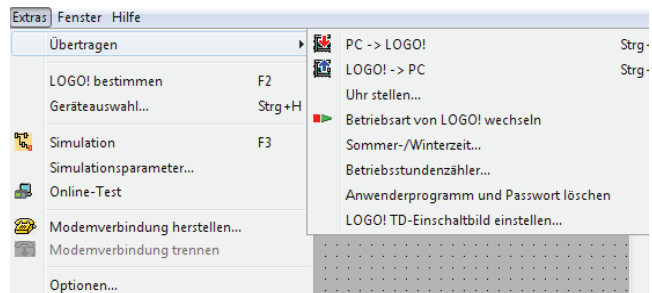 Extras Fenster Hilfe
Übertragen
LOGO! bestimmen F2
Geräteauswahl... Strg+H
Simulation F3
Simulationsparameter...
Online-Test
Modemverbindung herstellen...
Modemverbindung trennen
Optionen...
PC -> LOGO! Strg+
LOGO! -> PC Strg+
Uhr stellen...
Betriebsart von LOGO! wechseln
Sommer-/Winterzeit...
Betriebsstundenzähler...
Anwenderprogramm und Passwort löschen
LOGO! TD-Einschaltbild einstellen...